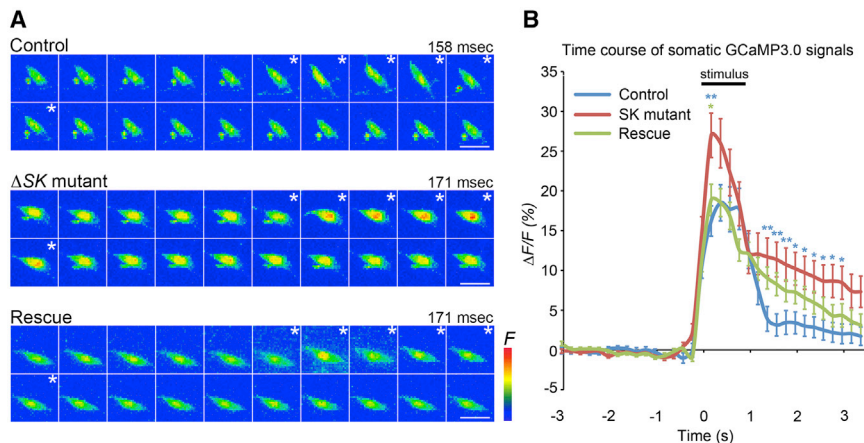 A
Control
158 msec
* * * * *
*
ΔSK mutant
171 msec
* * * * *
*
Rescue
171 msec
* * * * *
*
F
B
Time course of somatic GCaMP3.0 signals
stimulus
Control
SK mutant
Rescue
**
*
* ** ** ** * * * * *
ΔF/F (%)
35
30
25
20
15
10
5
0
-5
-3 -2 -1 0 1 2 3
Time (s)